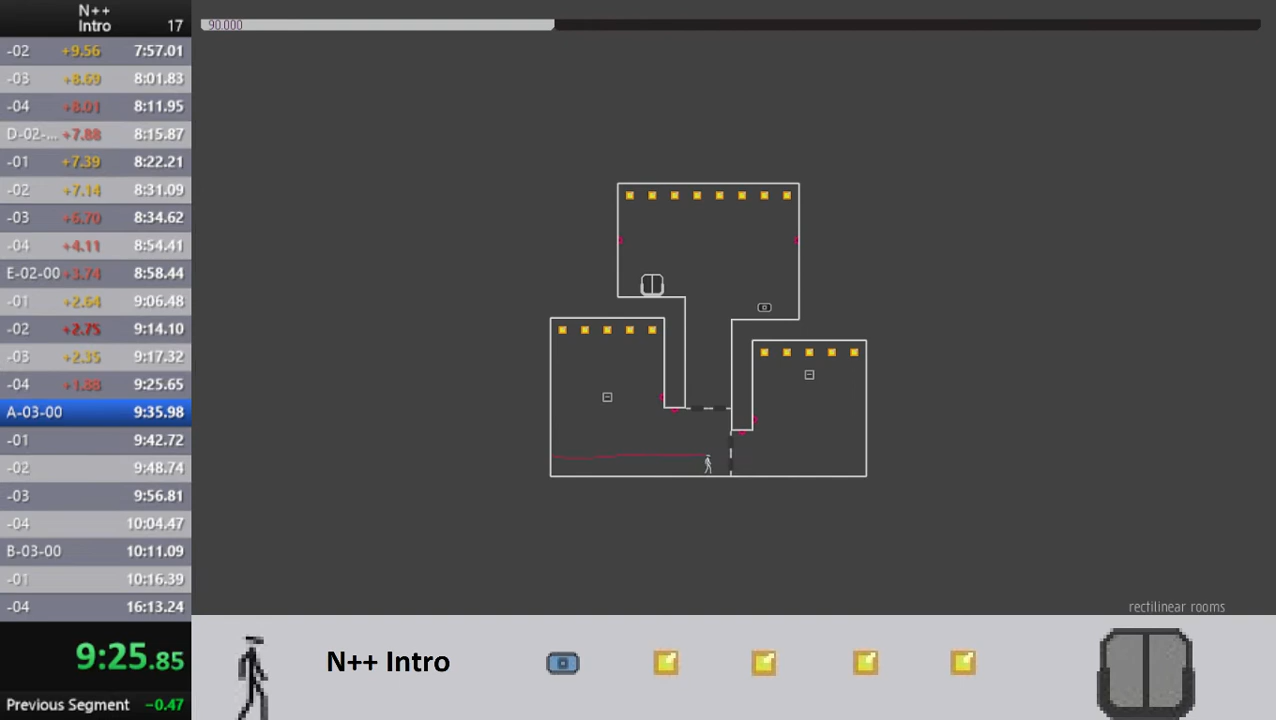 N++
Intro 17
-02 +9.56 7:57.01
-03 +8.69 8:01.83
-04 +8.01 8:11.95
D-02-... +7.88 8:15.87
-01 +7.39 8:22.21
-02 +7.14 8:31.09
-03 +6.70 8:34.62
-04 +4.11 8:54.41
E-02-00 +3.74 8:58.44
-01 +2.64 9:06.48
-02 +2.75 9:14.10
-03 +2.35 9:17.32
-04 +1.88 9:25.65
A-03-00 9:35.98
-01 9:42.72
-02 9:48.74
-03 9:56.81
-04 10:04.47
B-03-00 10:11.09
-01 10:16.39
-04 16:13.24
9:25.85
Previous Segment -0.47
90.000
rectilinear rooms
N++ Intro